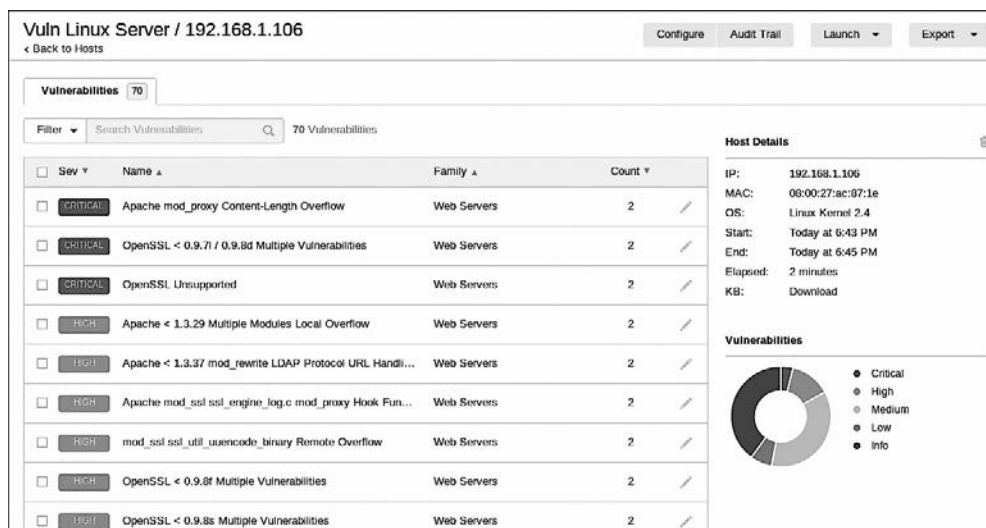 Vuln Linux Server / 192.168.1.106
Configure Audit Trail Launch Export
‹ Back to Hosts
Vulnerabilities 70
Filter Search Vulnerabilities 70 Vulnerabilities
Sev Name Family Count
CRITICAL Apache mod_proxy Content-Length Overflow Web Servers 2
CRITICAL OpenSSL < 0.9.7l / 0.9.8d Multiple Vulnerabilities Web Servers 2
CRITICAL OpenSSL Unsupported Web Servers 2
HIGH Apache < 1.3.29 Multiple Modules Local Overflow Web Servers 2
HIGH Apache < 1.3.37 mod_rewrite LDAP Protocol URL Handli... Web Servers 2
HIGH Apache mod_ssl ssl_engine_log.c mod_proxy Hook Fun... Web Servers 2
HIGH mod_ssl ssl_util_uuencode_binary Remote Overflow Web Servers 2
HIGH OpenSSL < 0.9.8f Multiple Vulnerabilities Web Servers 2
HIGH OpenSSL < 0.9.8s Multiple Vulnerabilities Web Servers 2
Host Details
IP: 192.168.1.106
MAC: 08:00:27:ac:87:1e
OS: Linux Kernel 2.4
Start: Today at 6:43 PM
End: Today at 6:45 PM
Elapsed: 2 minutes
KB: Download
Vulnerabilities
Critical
High
Medium
Low
Info